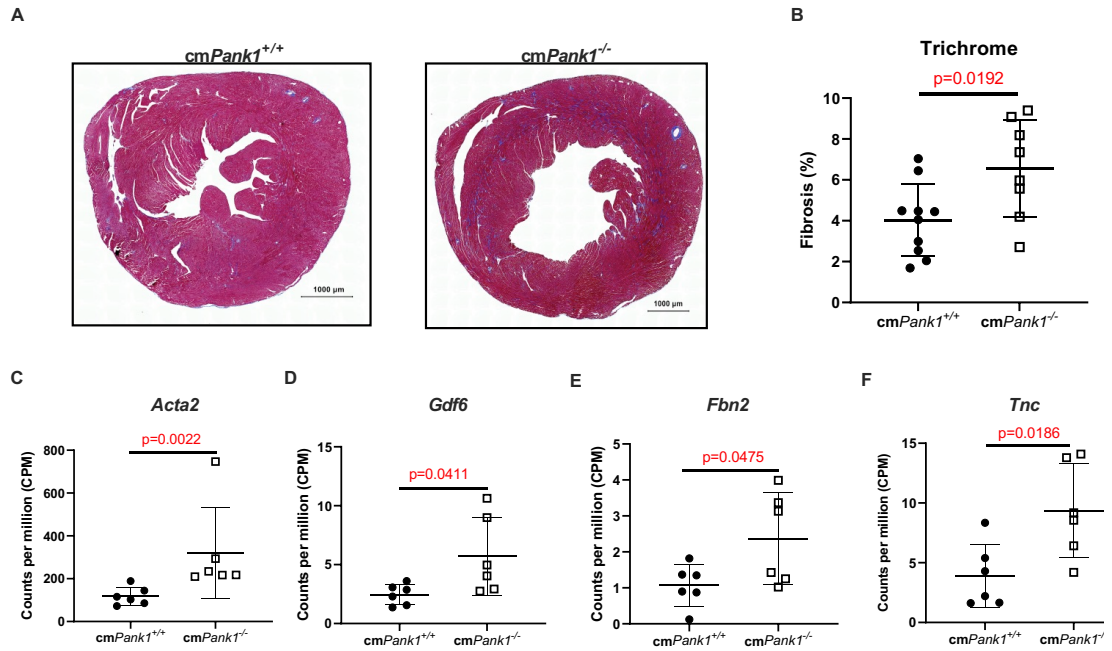 A
cmPank1+/+
cmPank1-/-
1000 µm
1000 µm
B
Trichrome
p=0.0192
Fibrosis (%)
10
8
6
4
2
0
cmPank1+/+
cmPank1-/-
C
Acta2
p=0.0022
Counts per million (CPM)
800
600
400
200
0
cmPank1+/+
cmPank1-/-
D
Gdf6
p=0.0411
Counts per million (CPM)
15
10
5
0
cmPank1+/+
cmPank1-/-
E
Fbn2
p=0.0475
Counts per million (CPM)
5
4
3
2
1
0
cmPank1+/+
cmPank1-/-
F
Tnc
p=0.0186
Counts per million (CPM)
15
10
5
0
cmPank1+/+
cmPank1-/